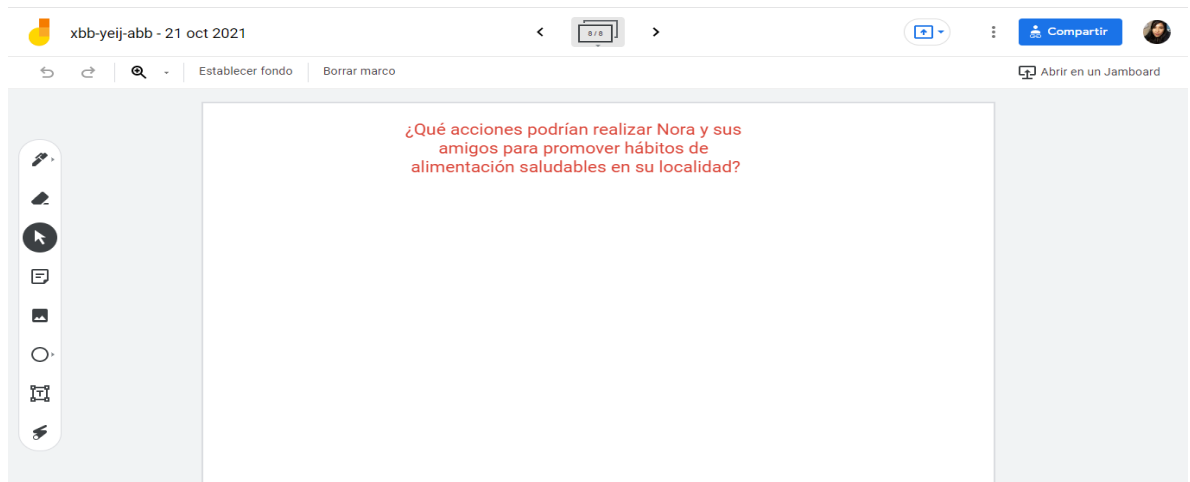 xbb-yeij-abb - 21 oct 2021
8 / 8
Compartir
Establecer fondo
Borrar marco
Abrir en un Jamboard
¿Qué acciones podrían realizar Nora y sus
amigos para promover hábitos de
alimentación saludables en su localidad?